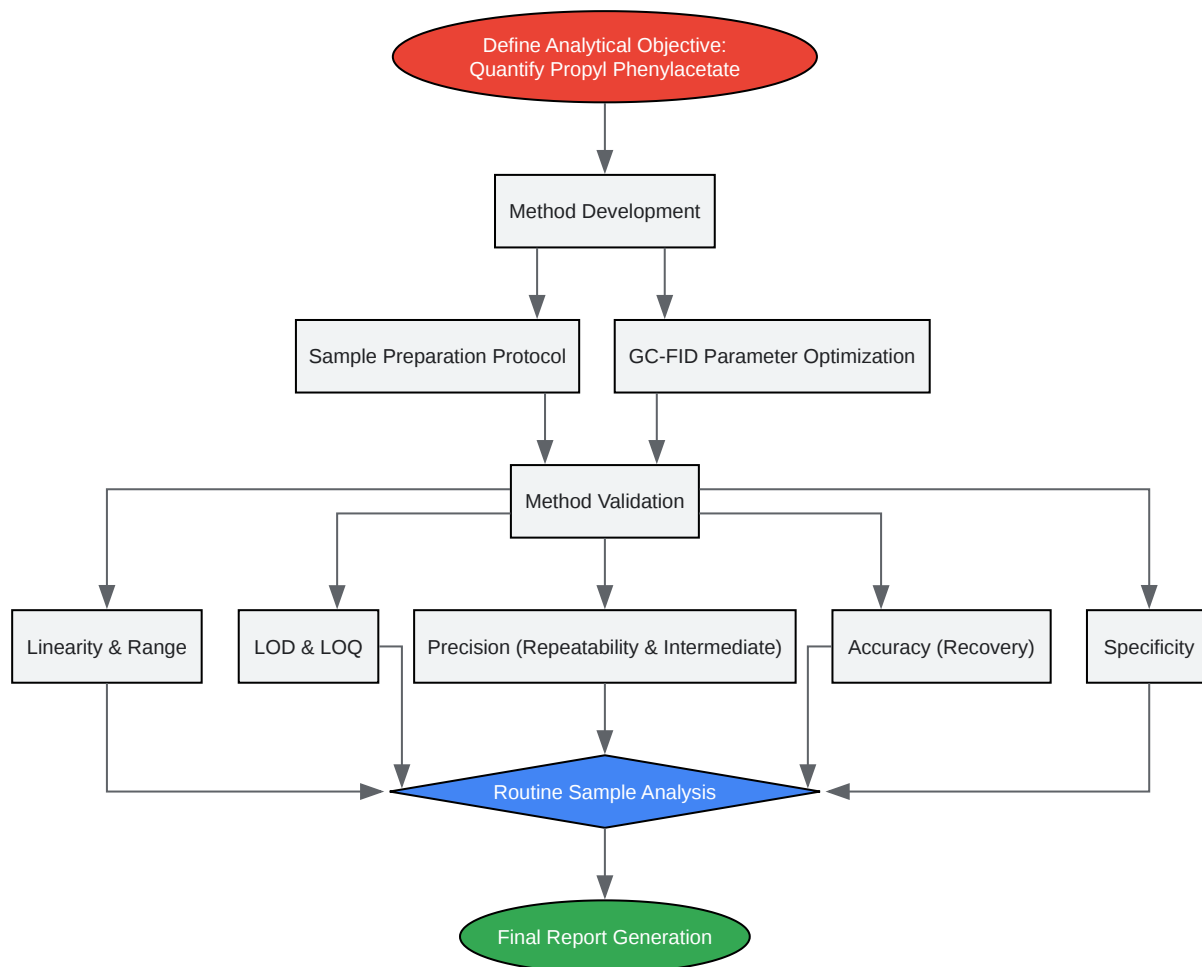 Define Analytical Objective:
Quantify Propyl Phenylacetate
Method Development
Sample Preparation Protocol
GC-FID Parameter Optimization
Method Validation
Linearity & Range
LOD & LOQ
Precision (Repeatability & Intermediate)
Accuracy (Recovery)
Specificity
Routine Sample Analysis
Final Report Generation